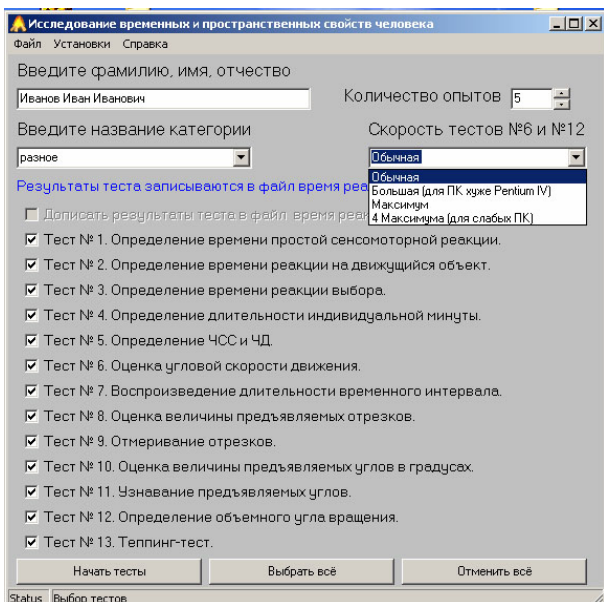 Исследование временных и пространственных свойств человека
Файл Установки Справка
Введите фамилию, имя, отчество
Иванов Иван Иванович
Количество опытов 5
Введите название категории
Скорость тестов №6 и №12
разное
Обычная
Обычная
Большая (для ПК хуже Pentium IV)
Максимум
4 Максимума (для слабых ПК)
Результаты теста записываются в файл время
Дописать результаты теста в файл время
Тест № 1. Определение времени простой сенсомоторной реакции.
Тест № 2. Определение времени реакции на движущийся объект.
Тест № 3. Определение времени реакции выбора.
Тест № 4. Определение длительности индивидуальной минуты.
Тест № 5. Определение ЧСС и ЧД.
Тест № 6. Оценка угловой скорости движения.
Тест № 7. Воспроизведение длительности временного интервала.
Тест № 8. Оценка величины предъявляемых отрезков.
Тест № 9. Отмеривание отрезков.
Тест № 10. Оценка величины предъявляемых углов в градусах.
Тест № 11. Узнавание предъявляемых углов.
Тест № 12. Определение объемного угла вращения.
Тест № 13. Теппинг-тест.
Начать тесты
Выбрать всё
Отменить всё
Status Выбор тестов